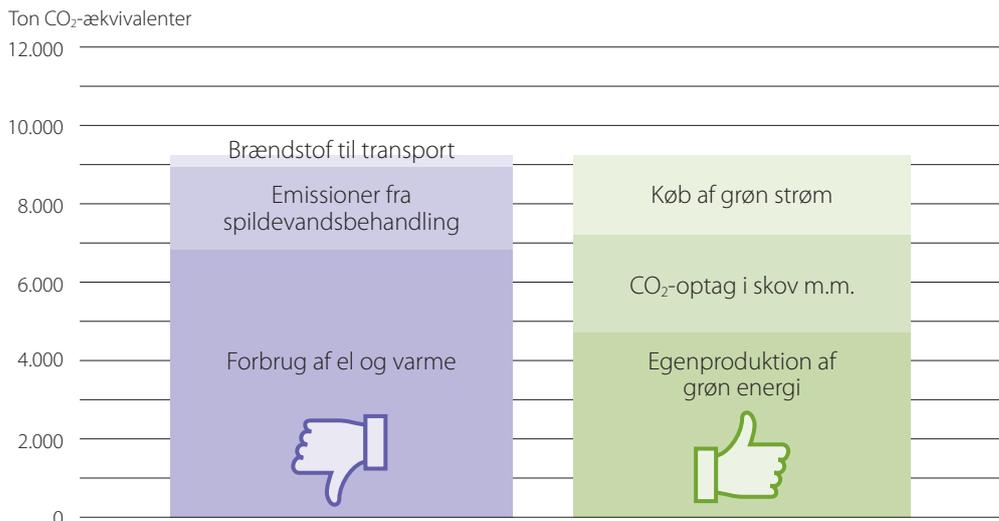 Ton CO₂-ækvivalenter
12.000
10.000
8.000
6.000
4.000
2.000
0
Brændstof til transport
Emissioner fra
spildevandsbehandling
Forbrug af el og varme
Køb af grøn strøm
CO₂-optag i skov m.m.
Egenproduktion af
grøn energi